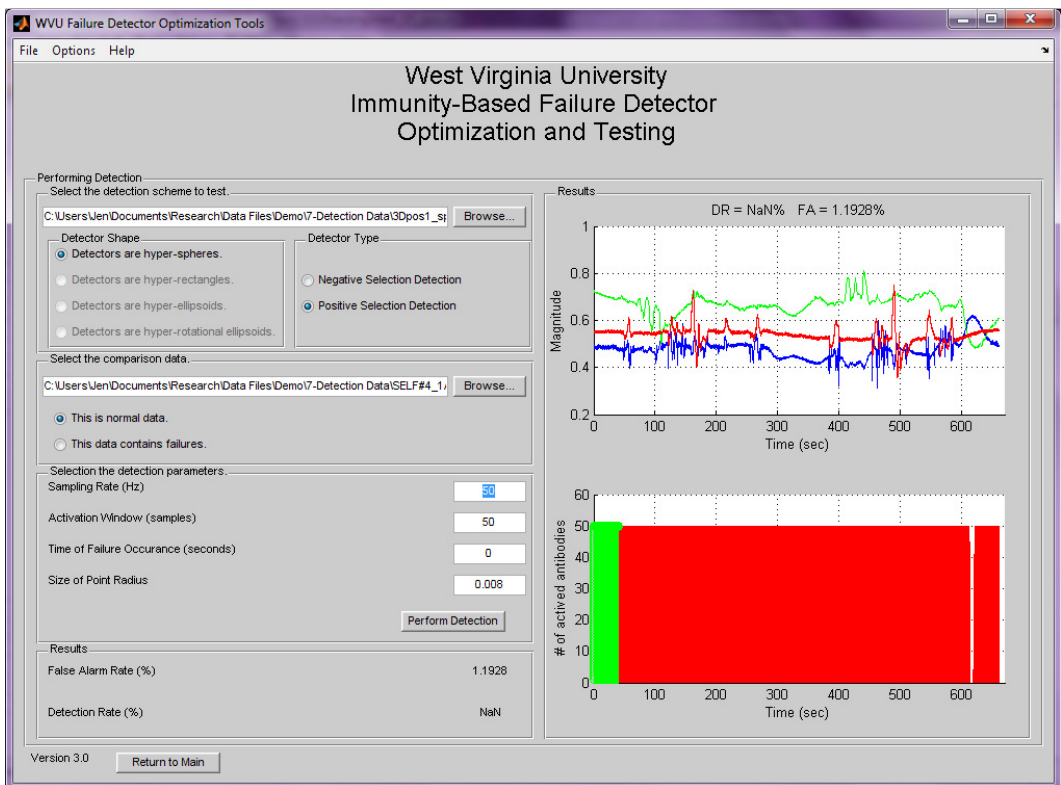 WVU Failure Detector Optimization Tools
File Options Help
West Virginia University
Immunity-Based Failure Detector
Optimization and Testing
Performing Detection
Select the detection scheme to test.
C:\Users\Jen\Documents\Research\Data Files\Demo\7-Detection Data\3Dpos1_sp
Browse...
Detector Shape
Detectors are hyper-spheres.
Detectors are hyper-rectangles.
Detectors are hyper-ellipsoids.
Detectors are hyper-rotational ellipsoids.
Detector Type
Negative Selection Detection
Positive Selection Detection
Select the comparison data.
C:\Users\Jen\Documents\Research\Data Files\Demo\7-Detection Data\SELF#4_1
Browse...
This is normal data.
This data contains failures.
Selection the detection parameters.
Sampling Rate (Hz) 50
Activation Window (samples) 50
Time of Failure Occurance (seconds) 0
Size of Point Radius 0.008
Perform Detection
Results
False Alarm Rate (%) 1.1928
Detection Rate (%) NaN
Results
DR = NaN% FA = 1.1928%
1
0.8
0.6
0.4
0.2
Magnitude
0 100 200 300 400 500 600
Time (sec)
60
50
40
30
20
10
0
# of actived antibodies
0 100 200 300 400 500 600
Time (sec)
Version 3.0
Return to Main